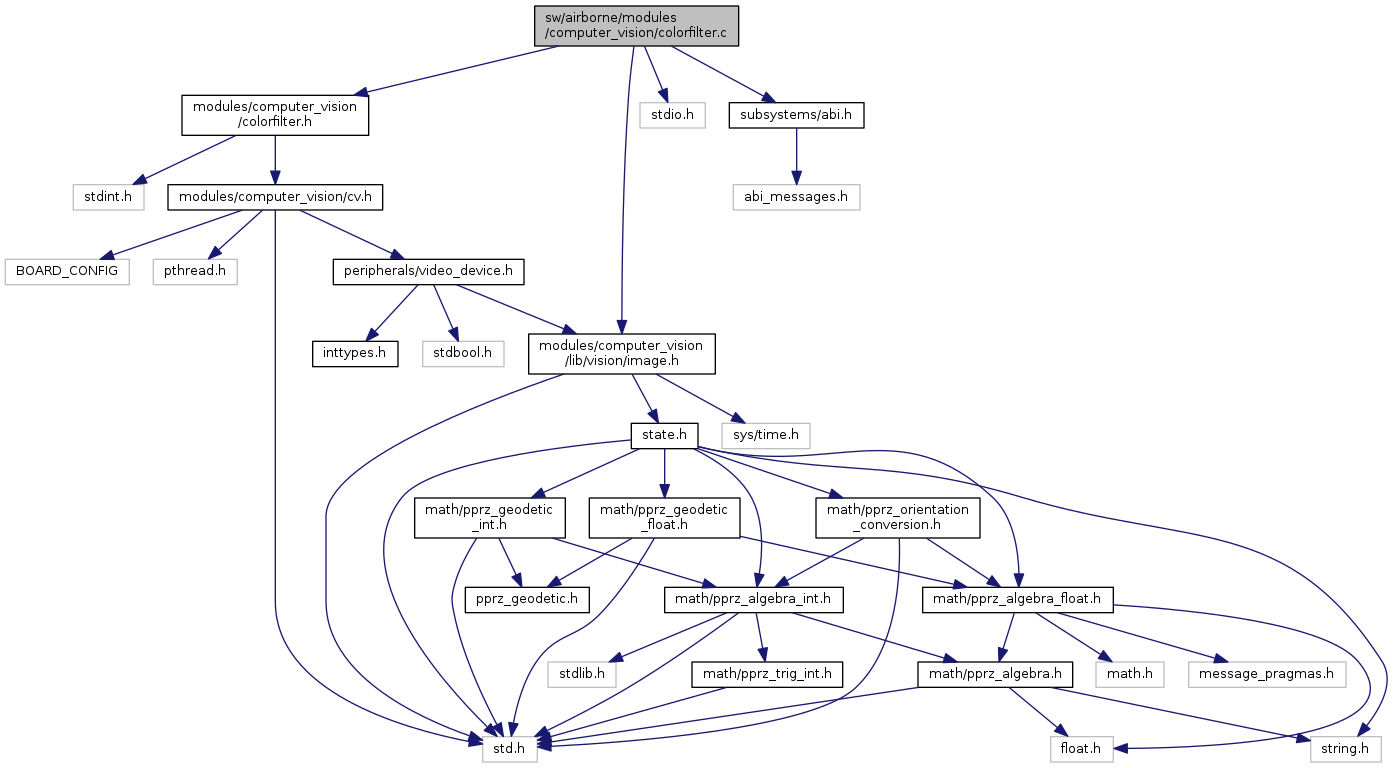 sw/airborne/modules
/computer_vision/colorfilter.c
modules/computer_vision
/colorfilter.h
stdio.h
subsystems/abi.h
stdint.h
modules/computer_vision/cv.h
abi_messages.h
BOARD_CONFIG
pthread.h
peripherals/video_device.h
inttypes.h
stdbool.h
modules/computer_vision
/lib/vision/image.h
state.h
sys/time.h
math/pprz_geodetic
_int.h
math/pprz_geodetic
_float.h
math/pprz_orientation
_conversion.h
pprz_geodetic.h
math/pprz_algebra_int.h
math/pprz_algebra_float.h
stdlib.h
math/pprz_trig_int.h
math/pprz_algebra.h
math.h
message_pragmas.h
std.h
float.h
string.h